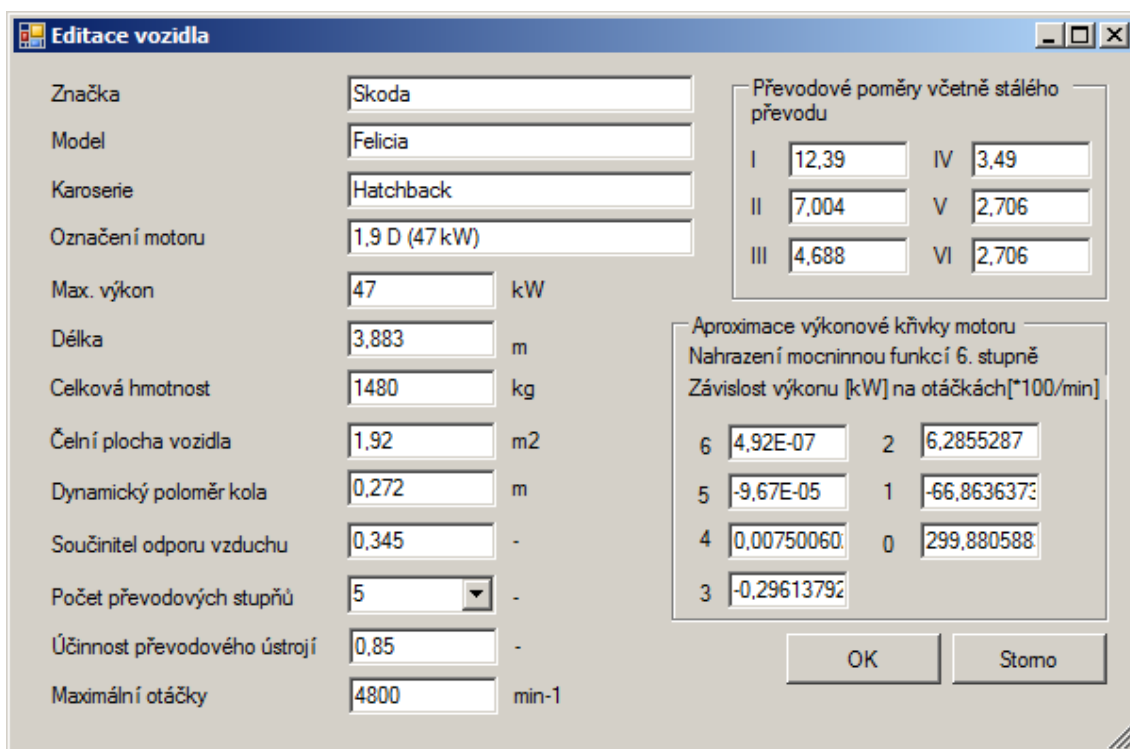 Editace vozidla
Značka Skoda
Model Felicia
Karoserie Hatchback
Označení motoru 1,9 D (47 kW)
Max. výkon 47 kW
Délka 3,883 m
Celková hmotnost 1480 kg
Čelní plocha vozidla 1,92 m2
Dynamický poloměr kola 0,272 m
Součinitel odporu vzduchu 0,345 -
Počet převodových stupňů 5 -
Účinnost převodového ústrojí 0,85 -
Maximální otáčky 4800 min-1
Převodové poměry včetně stálého
převodu
I 12,39 IV 3,49
II 7,004 V 2,706
III 4,688 VI 2,706
Aproximace výkonové křivky motoru
Nahrazení mocninnou funkcí 6. stupně
Závislost výkonu [kW] na otáčkách[*100/min]
6 4,92E-07 2 6,2855287
5 -9,67E-05 1 -66,8636373
4 0,00750060 0 299,880588
3 -0,29613792
OK Storno